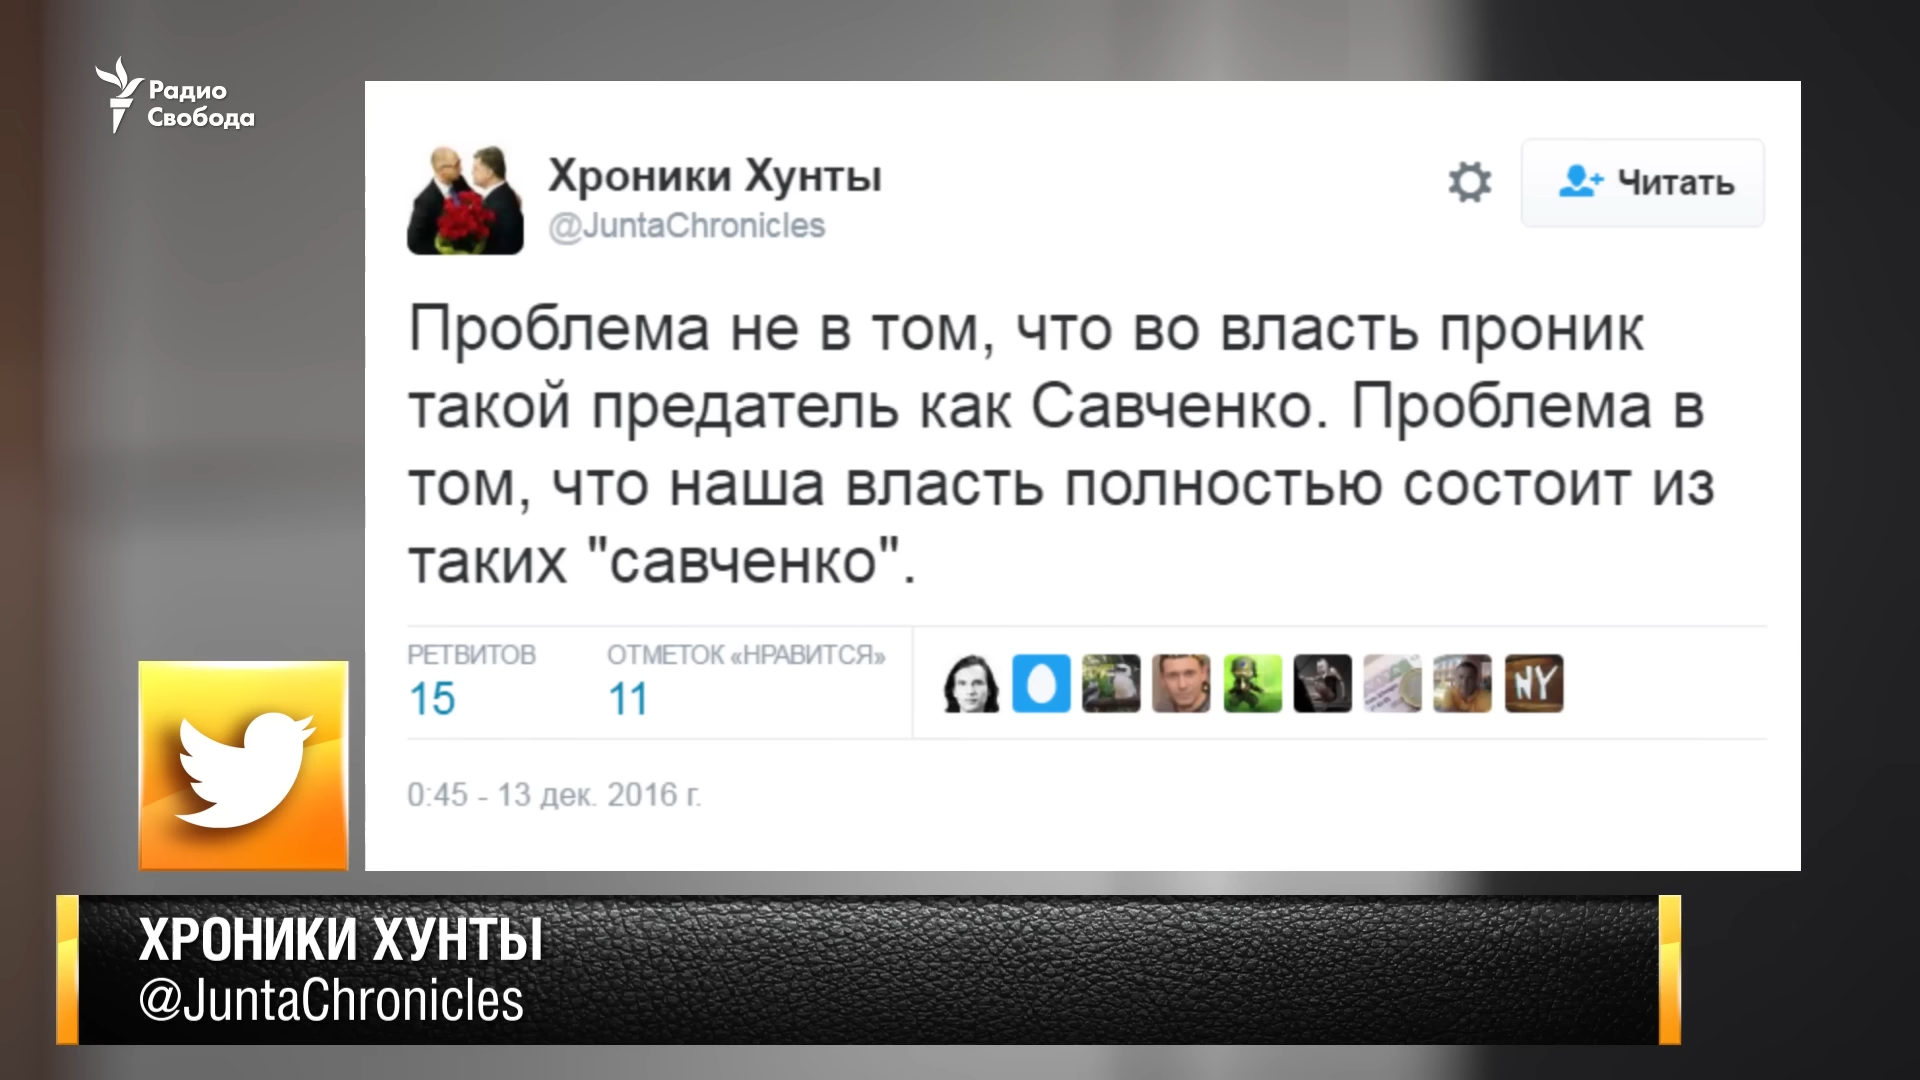 Радио
Свобода
Хроники Хунты
@JuntaChronicles
Читать
Проблема не в том, что во власть проник
такой предатель как Савченко. Проблема в
том, что наша власть полностью состоит из
таких "савченко".
РЕТВИТОВ
15
ОТМЕТОК «НРАВИТСЯ»
11
NY
0:45 - 13 дек. 2016 г.
ХРОНИКИ ХУНТЫ
@JuntaChronicles